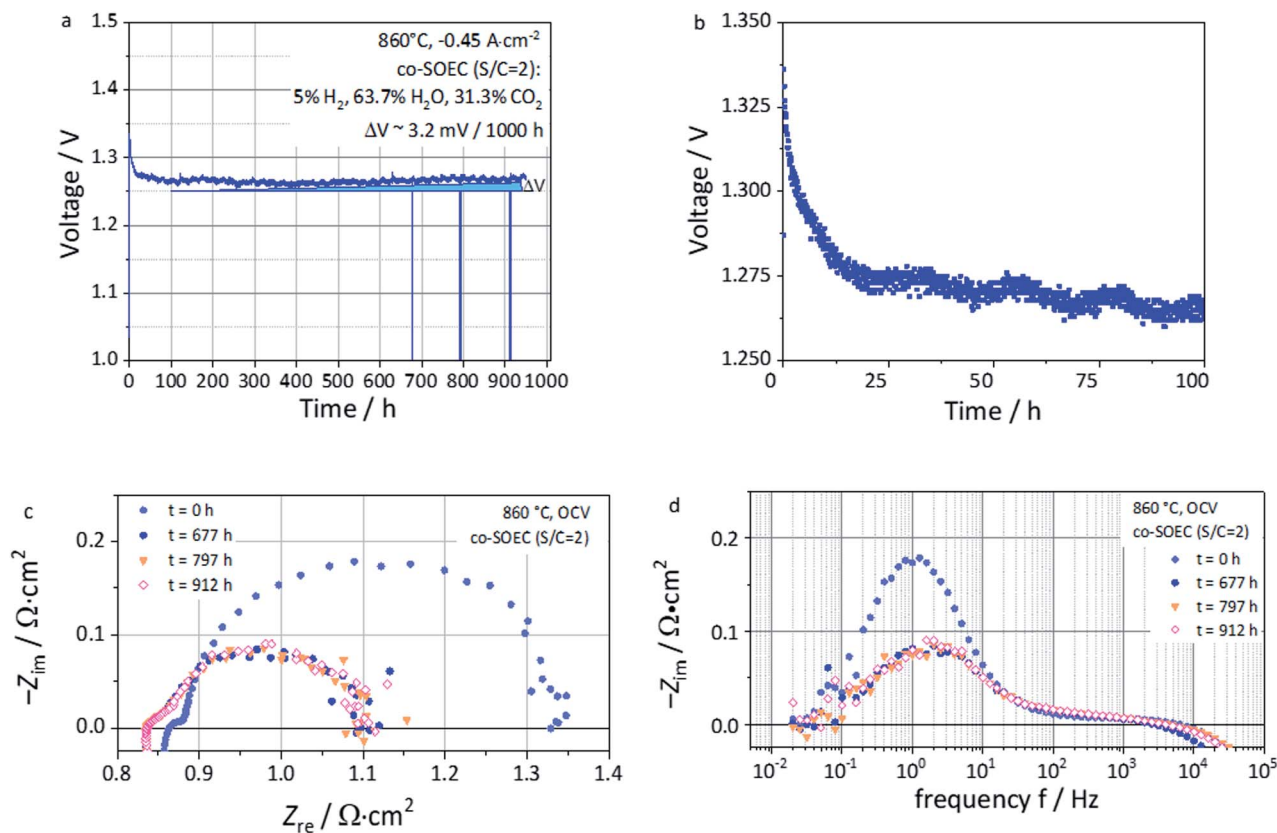 a
860°C, -0.45 A·cm⁻²
co-SOEC (S/C=2):
5% H₂, 63.7% H₂O, 31.3% CO₂
ΔV ~ 3.2 mV / 1000 h
ΔV
1.5
1.4
1.3
1.2
1.1
1.0
Voltage / V
0 100 200 300 400 500 600 700 800 900 1000
Time / h
b
1.350
1.325
1.300
1.275
1.250
Voltage / V
0 25 50 75 100
Time / h
c
t = 0 h
t = 677 h
t = 797 h
t = 912 h
860 °C, OCV
co-SOEC (S/C=2)
0.2
0.1
0.0
−Z_im / Ω·cm²
0.8 0.9 1.0 1.1 1.2 1.3 1.4
Z_re / Ω·cm²
d
860 °C, OCV
co-SOEC (S/C=2)
t = 0 h
t = 677 h
t = 797 h
t = 912 h
0.2
0.1
0.0
−Z_im / Ω•cm²
10⁻² 10⁻¹ 10⁰ 10¹ 10² 10³ 10⁴ 10⁵
frequency f / Hz